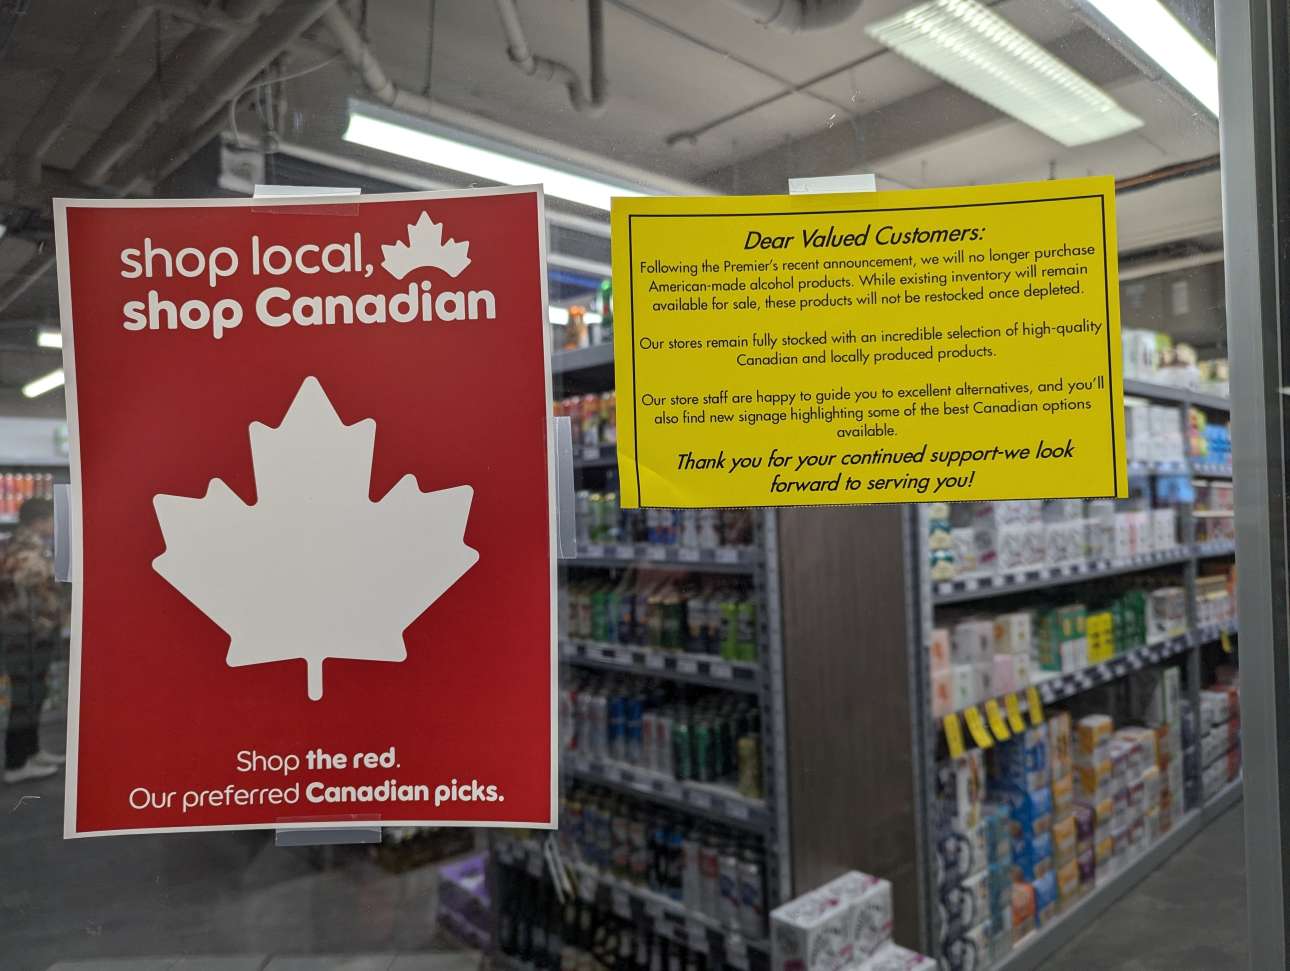 shop local,
shop Canadian
Shop the red.
Our preferred Canadian picks.
Dear Valued Customers:
Following the Premier's recent announcement, we will no longer purchase
American-made alcohol products. While existing inventory will remain
available for sale, these products will not be restocked once depleted.
Our stores remain fully stocked with an incredible selection of high-quality
Canadian and locally produced products.
Our store staff are happy to guide you to excellent alternatives, and you'll
also find new signage highlighting some of the best Canadian options
available.
Thank you for your continued support-we look
forward to serving you!